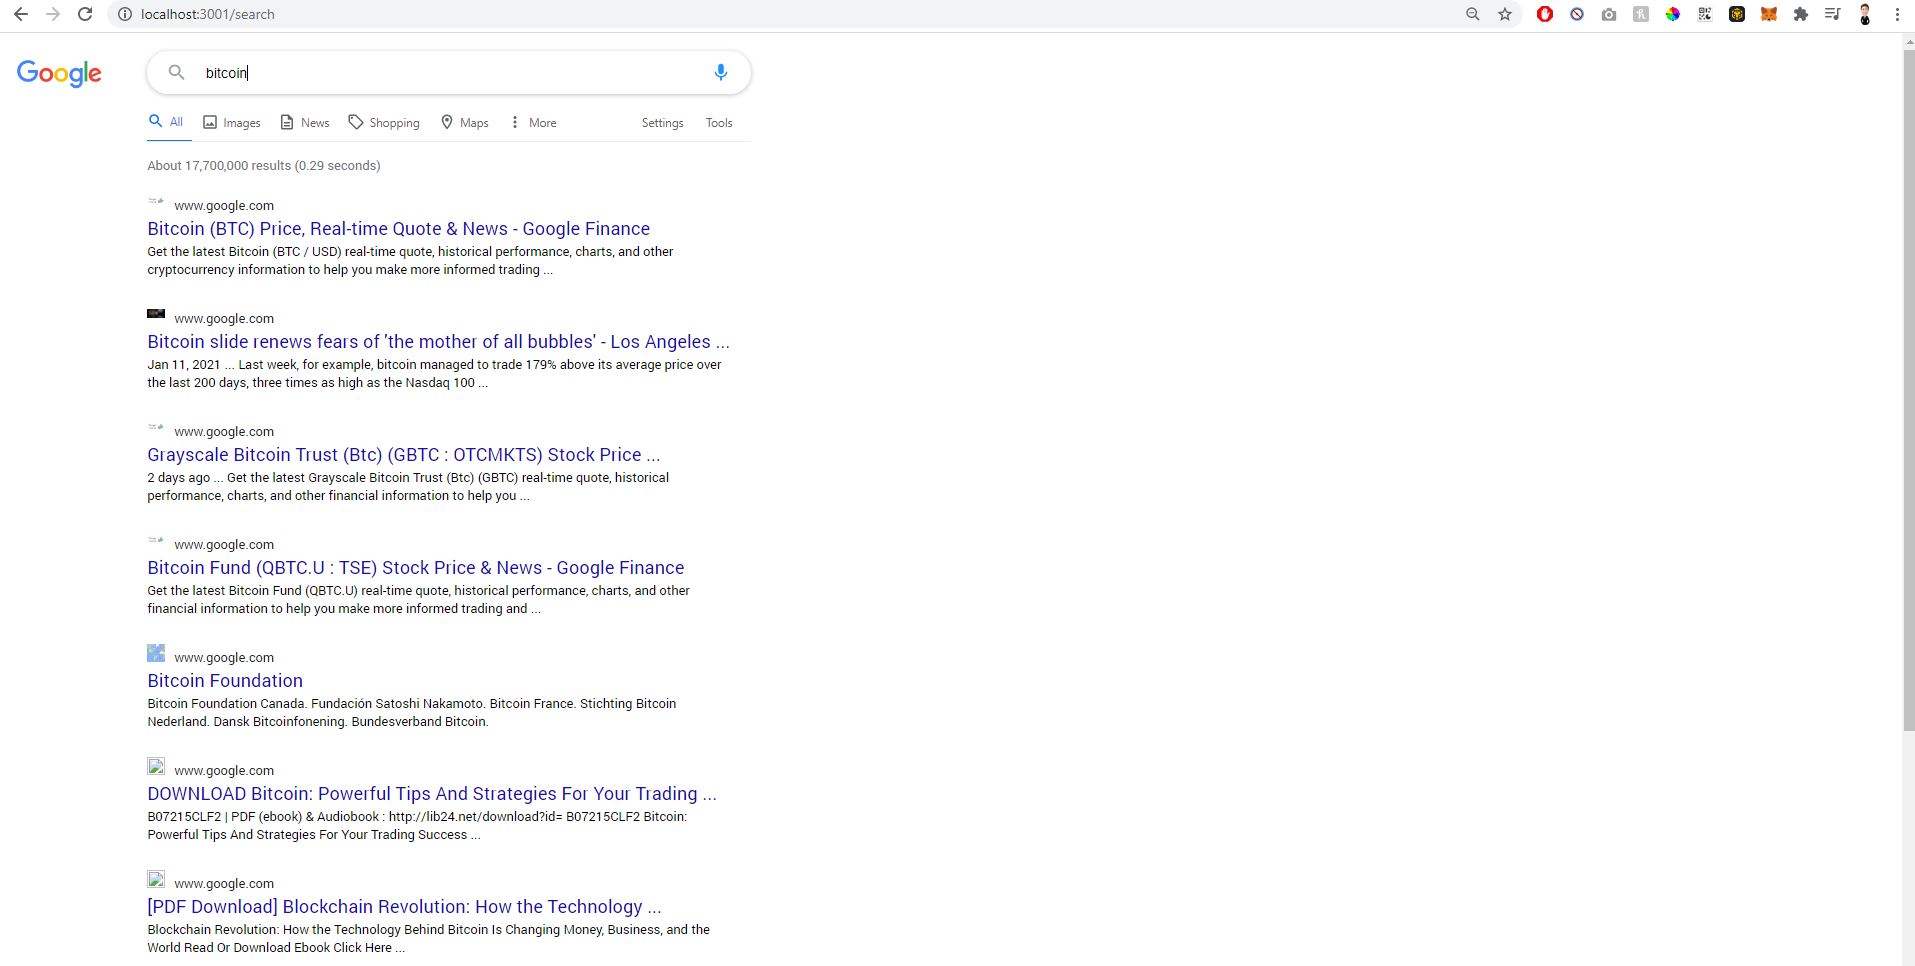 localhost:3001/search
Google
bitcoin
All Images News Shopping Maps More Settings Tools
About 17,700,000 results (0.29 seconds)
www.google.com
Bitcoin (BTC) Price, Real-time Quote & News - Google Finance
Get the latest Bitcoin (BTC / USD) real-time quote, historical performance, charts, and other
cryptocurrency information to help you make more informed trading ...
www.google.com
Bitcoin slide renews fears of 'the mother of all bubbles' - Los Angeles ...
Jan 11, 2021 ... Last week, for example, bitcoin managed to trade 179% above its average price over
the last 200 days, three times as high as the Nasdaq 100 ...
www.google.com
Grayscale Bitcoin Trust (Btc) (GBTC : OTCMKTS) Stock Price ...
2 days ago ... Get the latest Grayscale Bitcoin Trust (Btc) (GBTC) real-time quote, historical
performance, charts, and other financial information to help you ...
www.google.com
Bitcoin Fund (QBTC.U : TSE) Stock Price & News - Google Finance
Get the latest Bitcoin Fund (QBTC.U) real-time quote, historical performance, charts, and other
financial information to help you make more informed trading and ...
www.google.com
Bitcoin Foundation
Bitcoin Foundation Canada. Fundación Satoshi Nakamoto. Bitcoin France. Stichting Bitcoin
Nederland. Dansk Bitcoinfonening. Bundesverband Bitcoin.
www.google.com
DOWNLOAD Bitcoin: Powerful Tips And Strategies For Your Trading ...
B07215CLF2 | PDF (ebook) & Audiobook : http://lib24.net/download?id= B07215CLF2 Bitcoin:
Powerful Tips And Strategies For Your Trading Success ...
www.google.com
[PDF Download] Blockchain Revolution: How the Technology ...
Blockchain Revolution: How the Technology Behind Bitcoin Is Changing Money, Business, and the
World Read Or Download Ebook Click Here ...